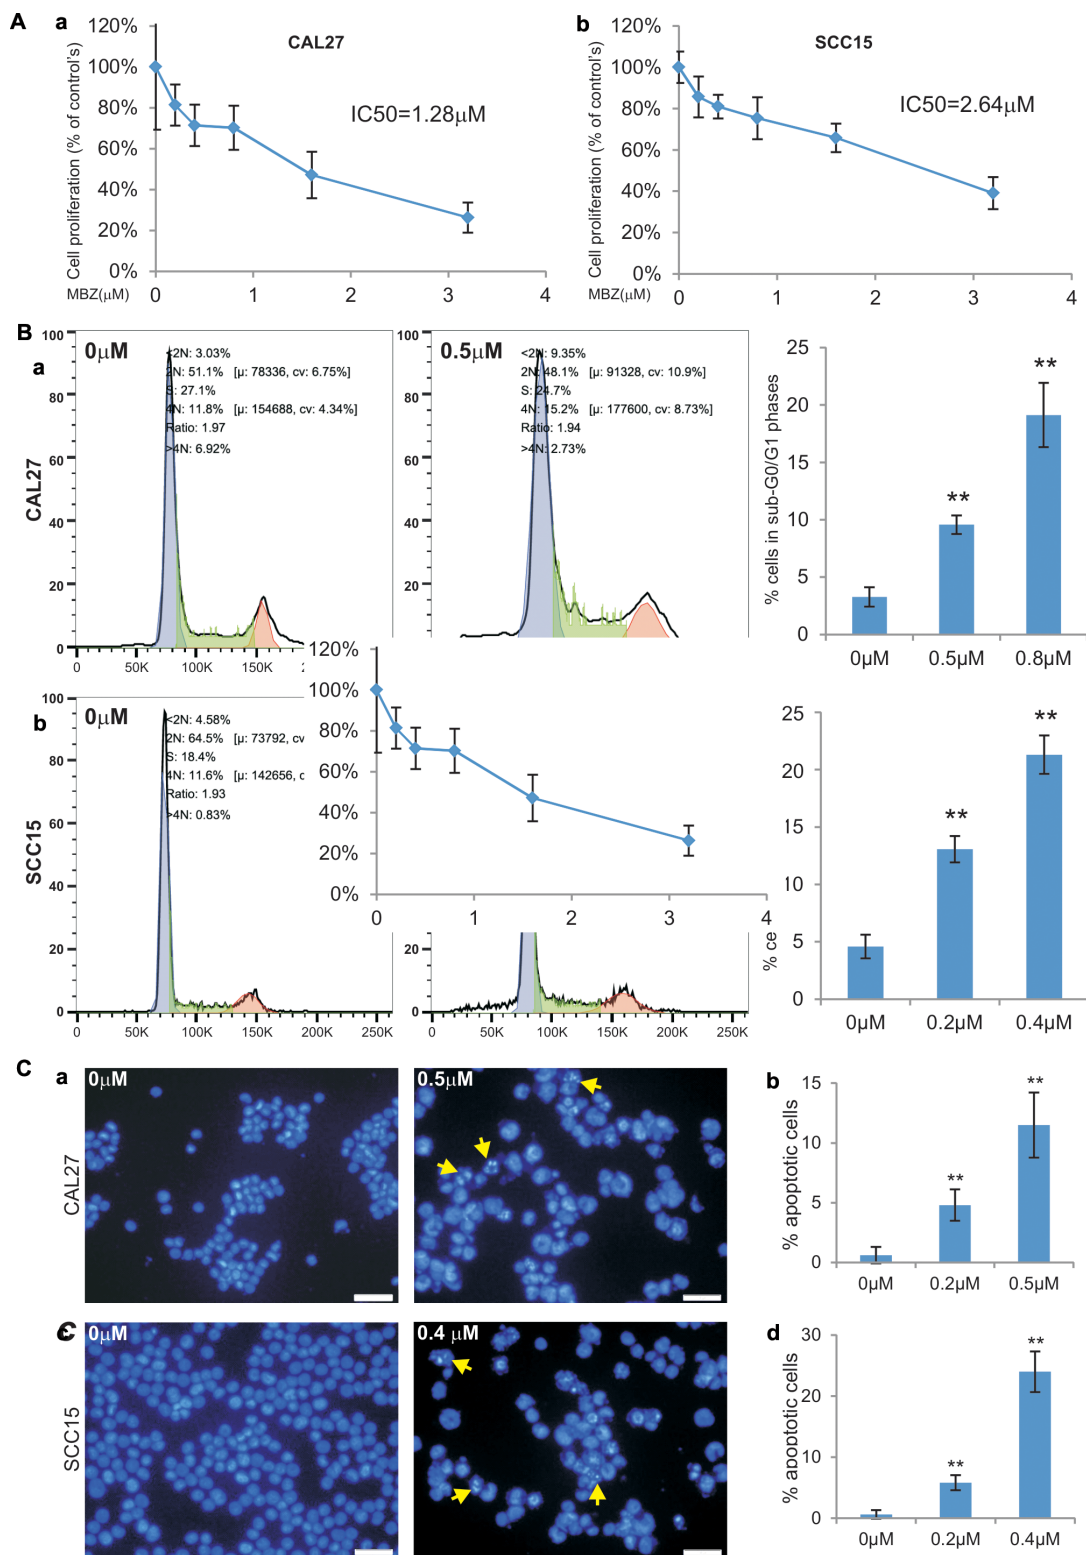 A
a
CAL27
IC50=1.28µM
Cell proliferation (% of control's)
120%
100%
80%
60%
40%
20%
0%
MBZ(µM)
0 1 2 3 4
b
SCC15
IC50=2.64µM
Cell proliferation (% of control's)
120%
100%
80%
60%
40%
20%
0%
MBZ(µM)
0 1 2 3 4
B
a
CAL27
0µM
<2N: 3.03%
2N: 51.1% [µ: 78336, cv: 6.75%]
S: 27.1%
4N: 11.8% [µ: 154688, cv: 4.34%]
Ratio: 1.97
>4N: 6.92%
100
80
60
40
20
0
0 50K 100K 150K
0.5µM
<2N: 9.35%
2N: 48.1% [µ: 91328, cv: 10.9%]
S: 24.7%
4N: 15.2% [µ: 177600, cv: 8.73%]
Ratio: 1.94
>4N: 2.73%
100
80
60
40
20
% cells in sub-G0/G1 phases
25
20
15
10
5
0
**
**
0µM 0.5µM 0.8µM
b
SCC15
0µM
<2N: 4.58%
2N: 64.5% [µ: 73792, cv
S: 18.4%
4N: 11.6% [µ: 142656, c
Ratio: 1.93
>4N: 0.83%
100
80
60
40
20
0
0 50K 100K 150K 200K 250K
120%
100%
80%
60%
40%
20%
0%
0 1 2 3 4
20
0
0 50K 100K 150K 200K 250K
% ce
25
20
15
10
5
0
**
**
0µM 0.2µM 0.4µM
C
a
CAL27
0µM
0.5µM
b
% apoptotic cells
15
10
5
0
**
**
0µM 0.2µM 0.5µM
c
SCC15
0µM
0.4 µM
d
% apoptotic cells
30
20
10
0
**
**
0µM 0.2µM 0.4µM